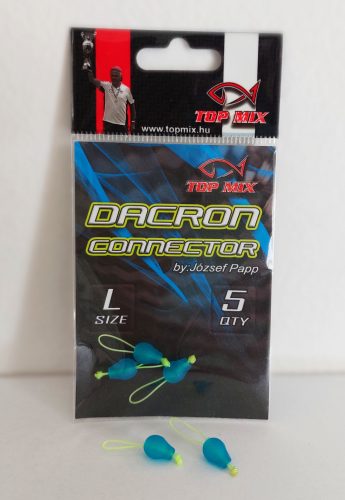 TOP MIX
www.topmix.hu
TOP MIX
DACRON
CONNECTOR
by:József Papp
L
SIZE
5
QTY